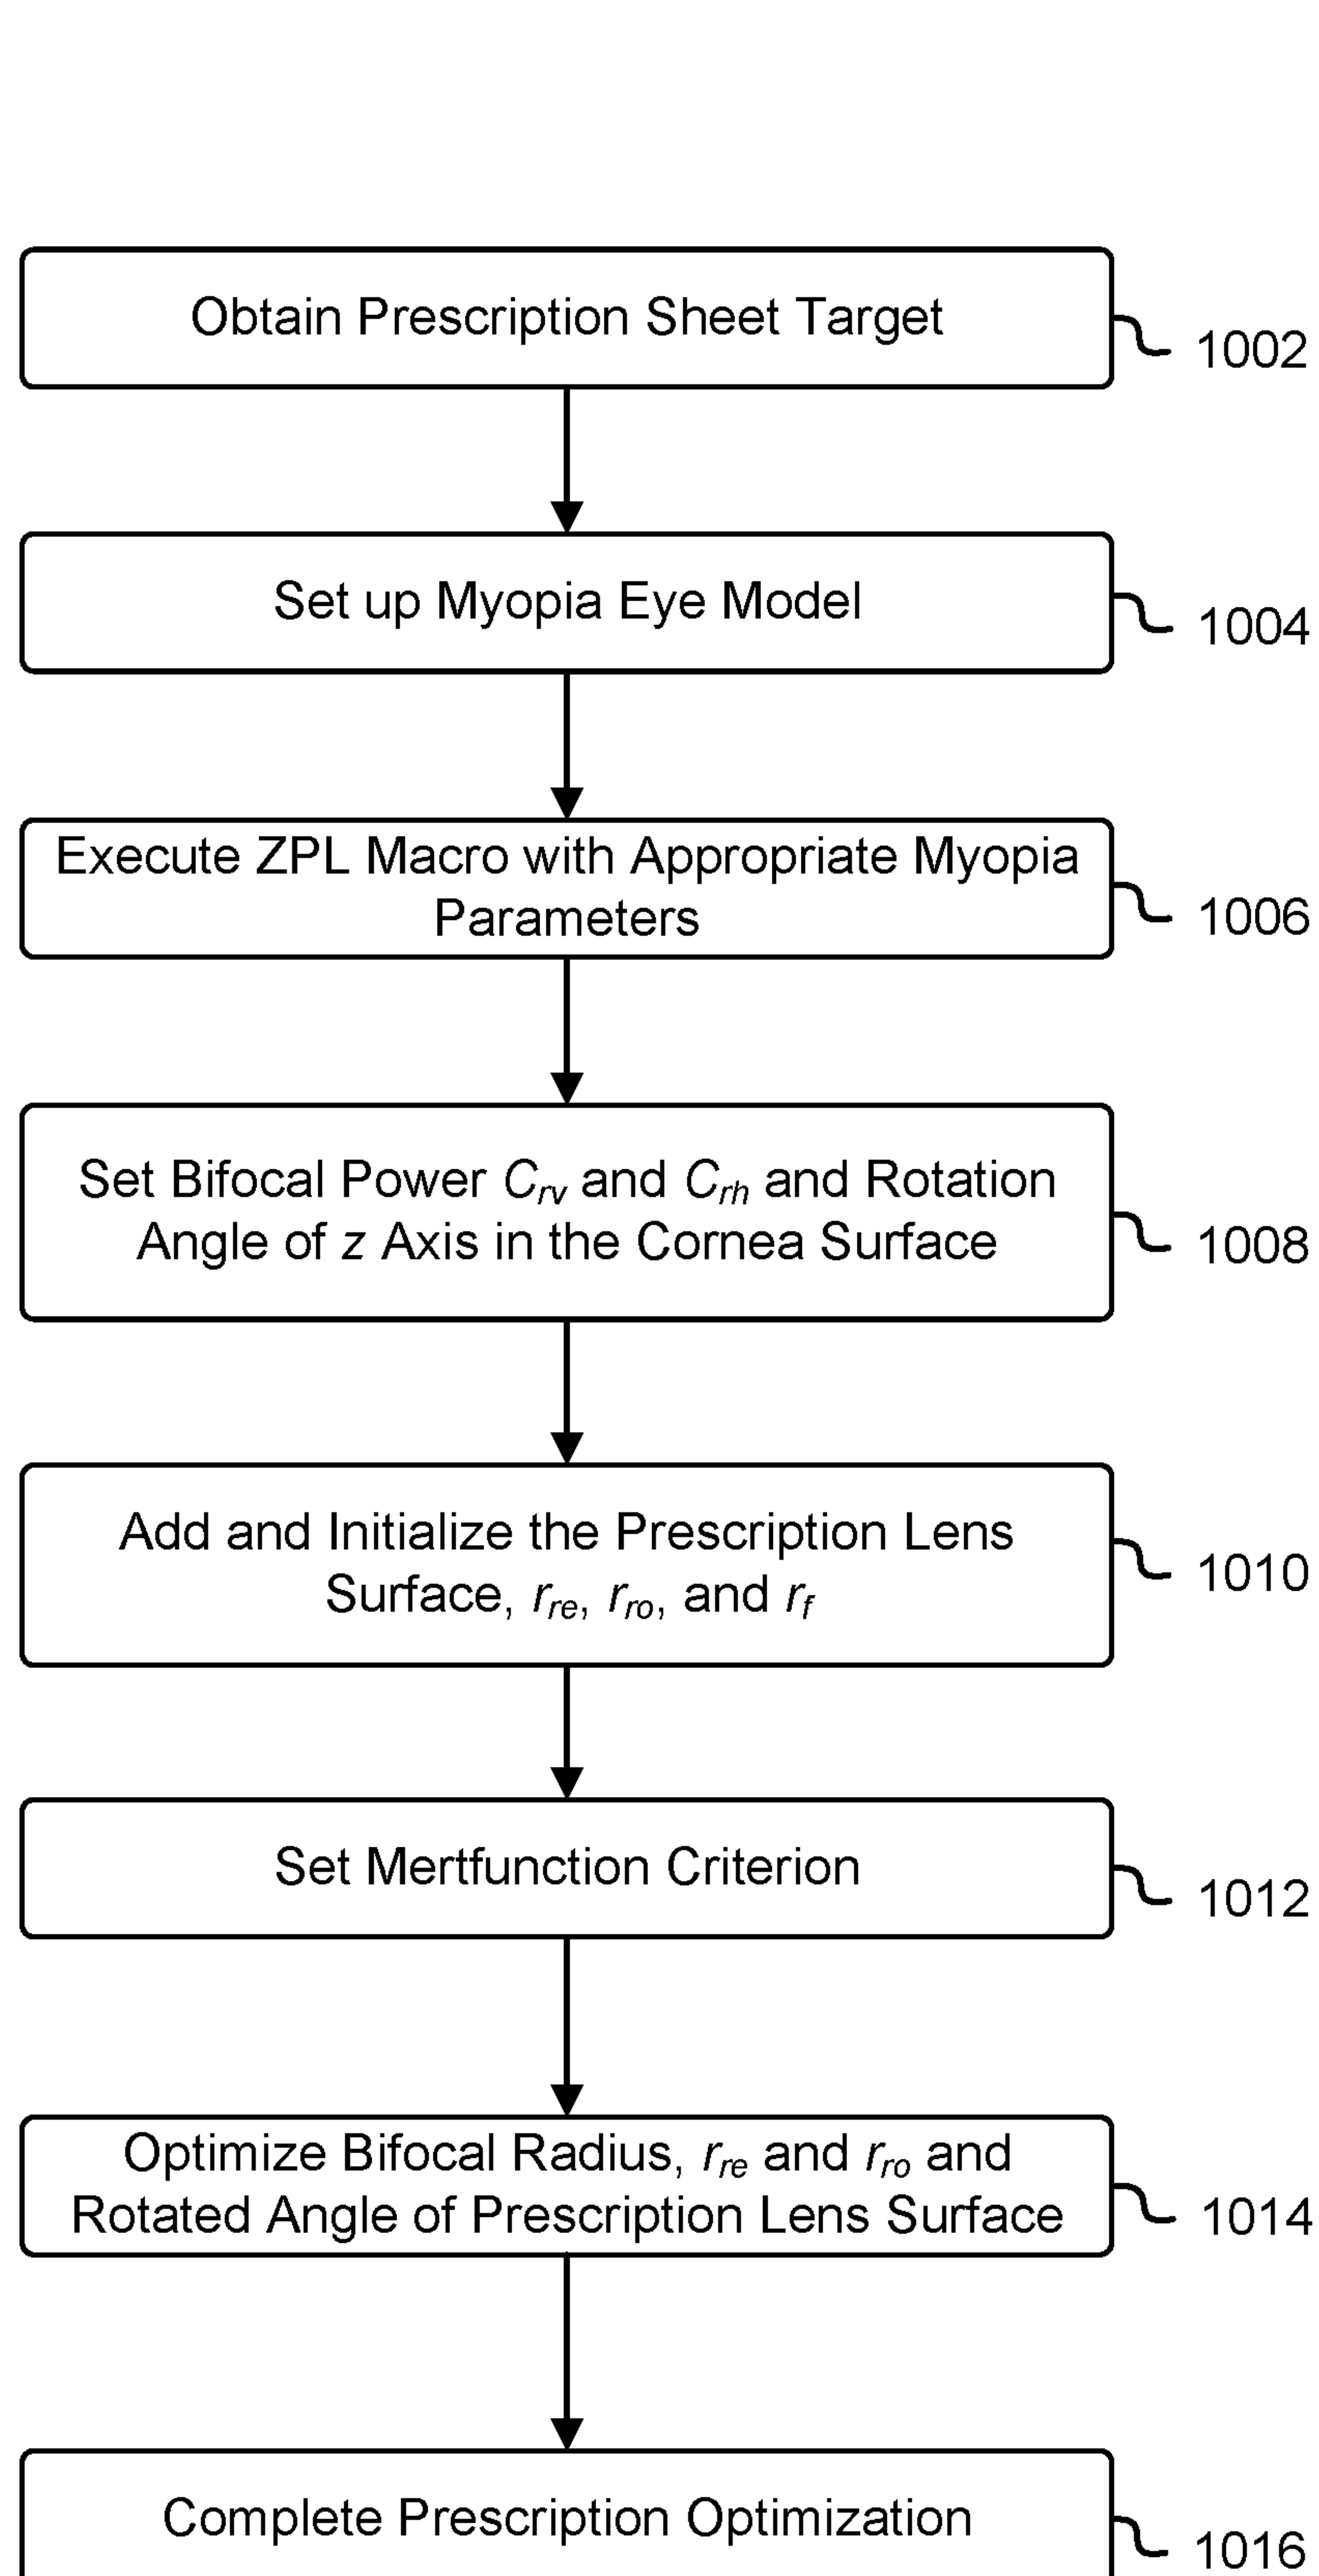 Obtain Prescription Sheet Target
1002
Set up Myopia Eye Model
1004
Execute ZPL Macro with Appropriate Myopia
Parameters
1006
Set Bifocal Power Crv and Crh and Rotation
Angle of z Axis in the Cornea Surface
1008
Add and Initialize the Prescription Lens
Surface, rre, rro, and rf
1010
Set Mertfunction Criterion
1012
Optimize Bifocal Radius, rre and rro and
Rotated Angle of Prescription Lens Surface
1014
Complete Prescription Optimization
1016